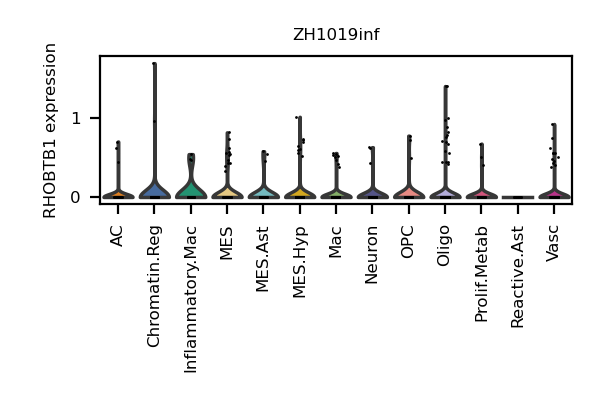 ZH1019inf
RHOBTB1 expression
1
0
AC
Chromatin.Reg
Inflammatory.Mac
MES
MES.Ast
MES.Hyp
Mac
Neuron
OPC
Oligo
Prolif.Metab
Reactive.Ast
Vasc